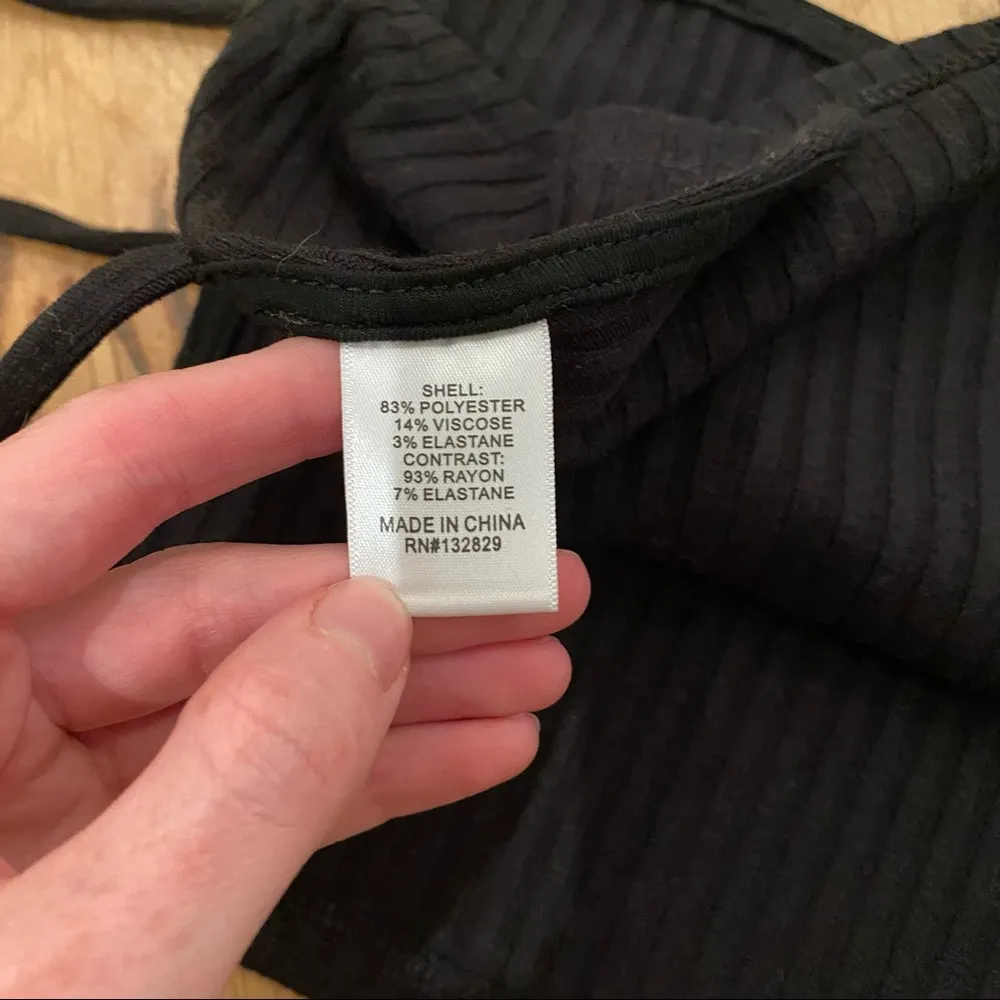 SHELL:
83% POLYESTER
14% VISCOSE
3% ELASTANE
CONTRAST:
93% RAYON
7% ELASTANE
MADE IN CHINA
RN#132829